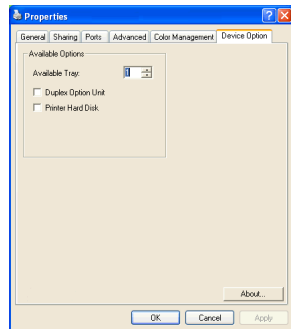 Properties
General Sharing Ports Advanced Color Management Device Option
Available Options
Available Tray: 1
Duplex Option Unit
Printer Hard Disk
About...
OK Cancel Apply